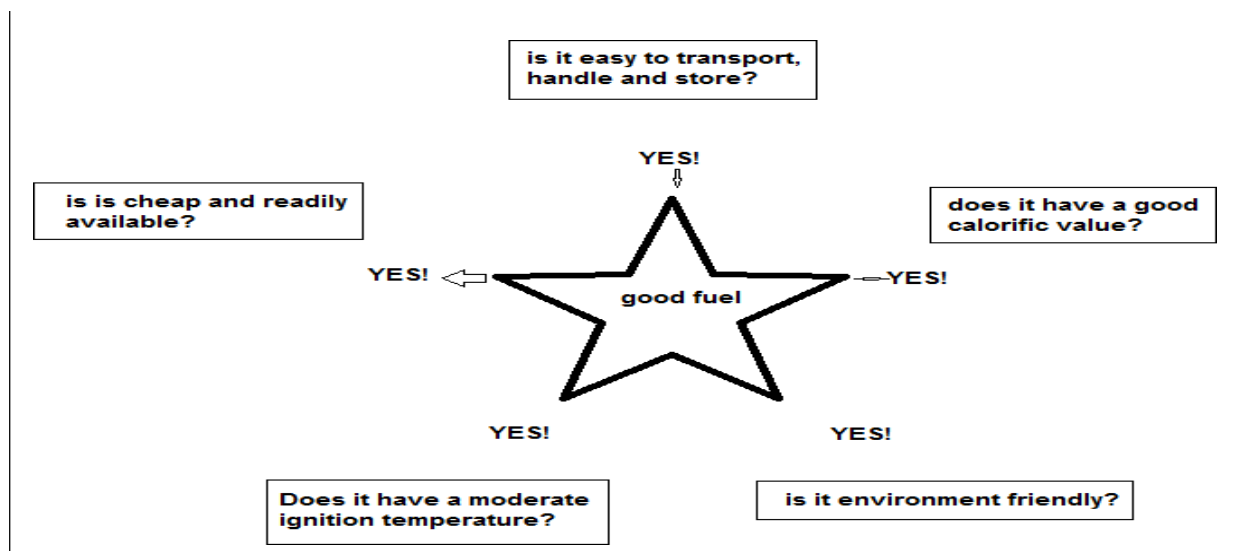 is it easy to transport,
handle and store?
YES!
is is cheap and readily
available?
does it have a good
calorific value?
YES!
YES!
good fuel
YES!
YES!
Does it have a moderate
ignition temperature?
is it environment friendly?